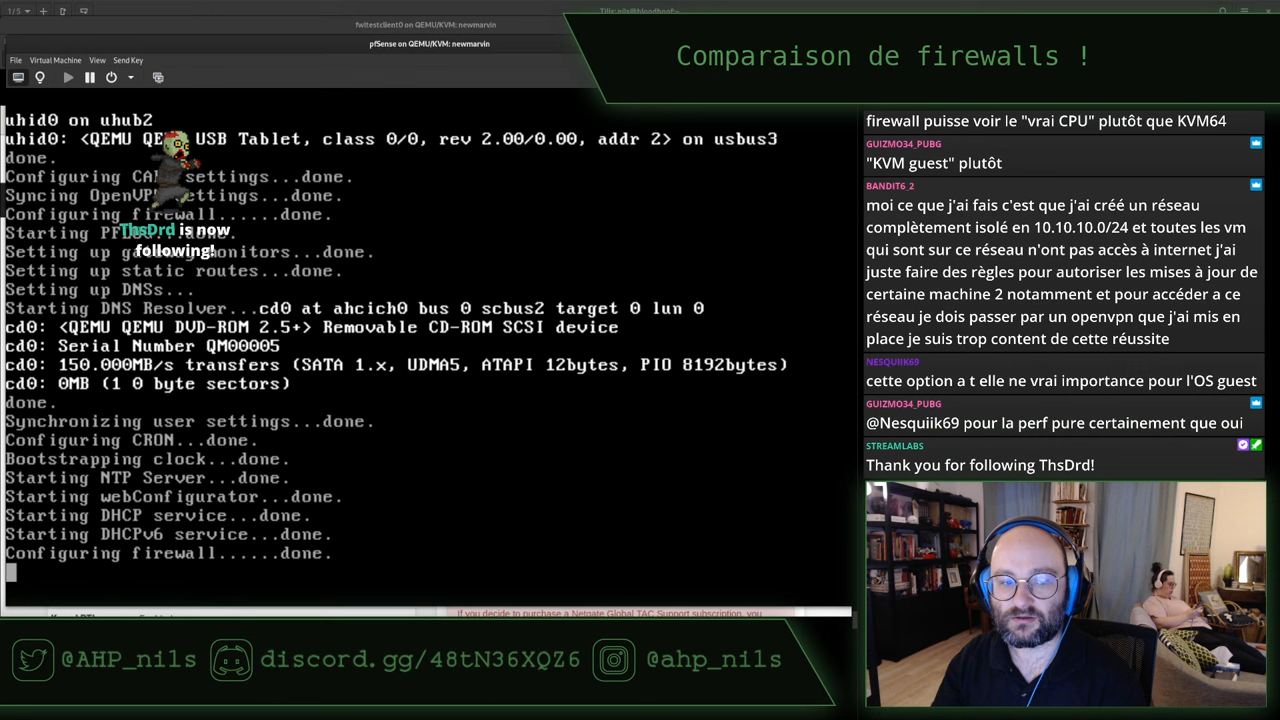 1/5
Tilix: nils@bloodhoof:~
fwitestclient0 on QEMU/KVM: newmarvin
pfSense on QEMU/KVM: newmarvin
File Virtual Machine View Send Key
Comparaison de firewalls !
uhid0 on uhub2
uhid0: <QEMU QEMU USB Tablet, class 0/0, rev 2.00/0.00, addr 2> on usbus3
done.
Configuring CA settings...done.
Syncing OpenVPN settings...done.
Configuring firewall......done.
Starting PF done.
ThsDrd is now
following!
Setting up gateway monitors...done.
Setting up static routes...done.
Setting up DNSs...
Starting DNS Resolver...cd0 at ahcich0 bus 0 scbus2 target 0 lun 0
cd0: <QEMU QEMU DVD-ROM 2.5+> Removable CD-ROM SCSI device
cd0: Serial Number QM00005
cd0: 150.000MB/s transfers (SATA 1.x, UDMA5, ATAPI 12bytes, PIO 8192bytes)
cd0: 0MB (1 0 byte sectors)
done.
Synchronizing user settings...done.
Configuring CRON...done.
Bootstrapping clock...done.
Starting NTP Server...done.
Starting webConfigurator...done.
Starting DHCP service...done.
Starting DHCPv6 service...done.
Configuring firewall......done.
If you decide to purchase a Netgate Global TAC Support subscription, you
firewall puisse voir le "vrai CPU" plutôt que KVM64
GUIZMO34_PUBG
"KVM guest" plutôt
BANDIT6_2
moi ce que j'ai fais c'est que j'ai créé un réseau
complètement isolé en 10.10.10.0/24 et toutes les vm
qui sont sur ce réseau n'ont pas accès à internet j'ai
juste faire des règles pour autoriser les mises à jour de
certaine machine 2 notamment et pour accéder a ce
réseau je dois passer par un openvpn que j'ai mis en
place je suis trop content de cette réussite
NESQUIIK69
cette option a t elle ne vrai importance pour l'OS guest
GUIZMO34_PUBG
@Nesquiik69 pour la perf pure certainement que oui
STREAMLABS
Thank you for following ThsDrd!
@AHP_nils
discord.gg/48tN36XQZ6
@ahp_nils